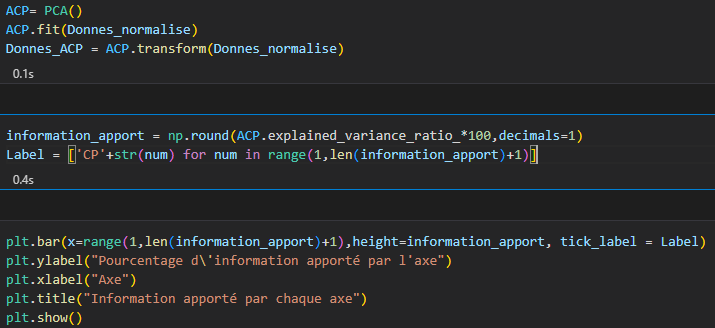 ACP= PCA()
ACP.fit(Donnes_normalise)
Donnes_ACP = ACP.transform(Donnes_normalise)
0.1s
information_apport = np.round(ACP.explained_variance_ratio_*100,decimals=1)
Label = ['CP'+str(num) for num in range(1,len(information_apport)+1)]
0.4s
plt.bar(x=range(1,len(information_apport)+1),height=information_apport, tick_label = Label)
plt.ylabel("Pourcentage d\'information apporté par l'axe")
plt.xlabel("Axe")
plt.title("Information apporté par chaque axe")
plt.show()